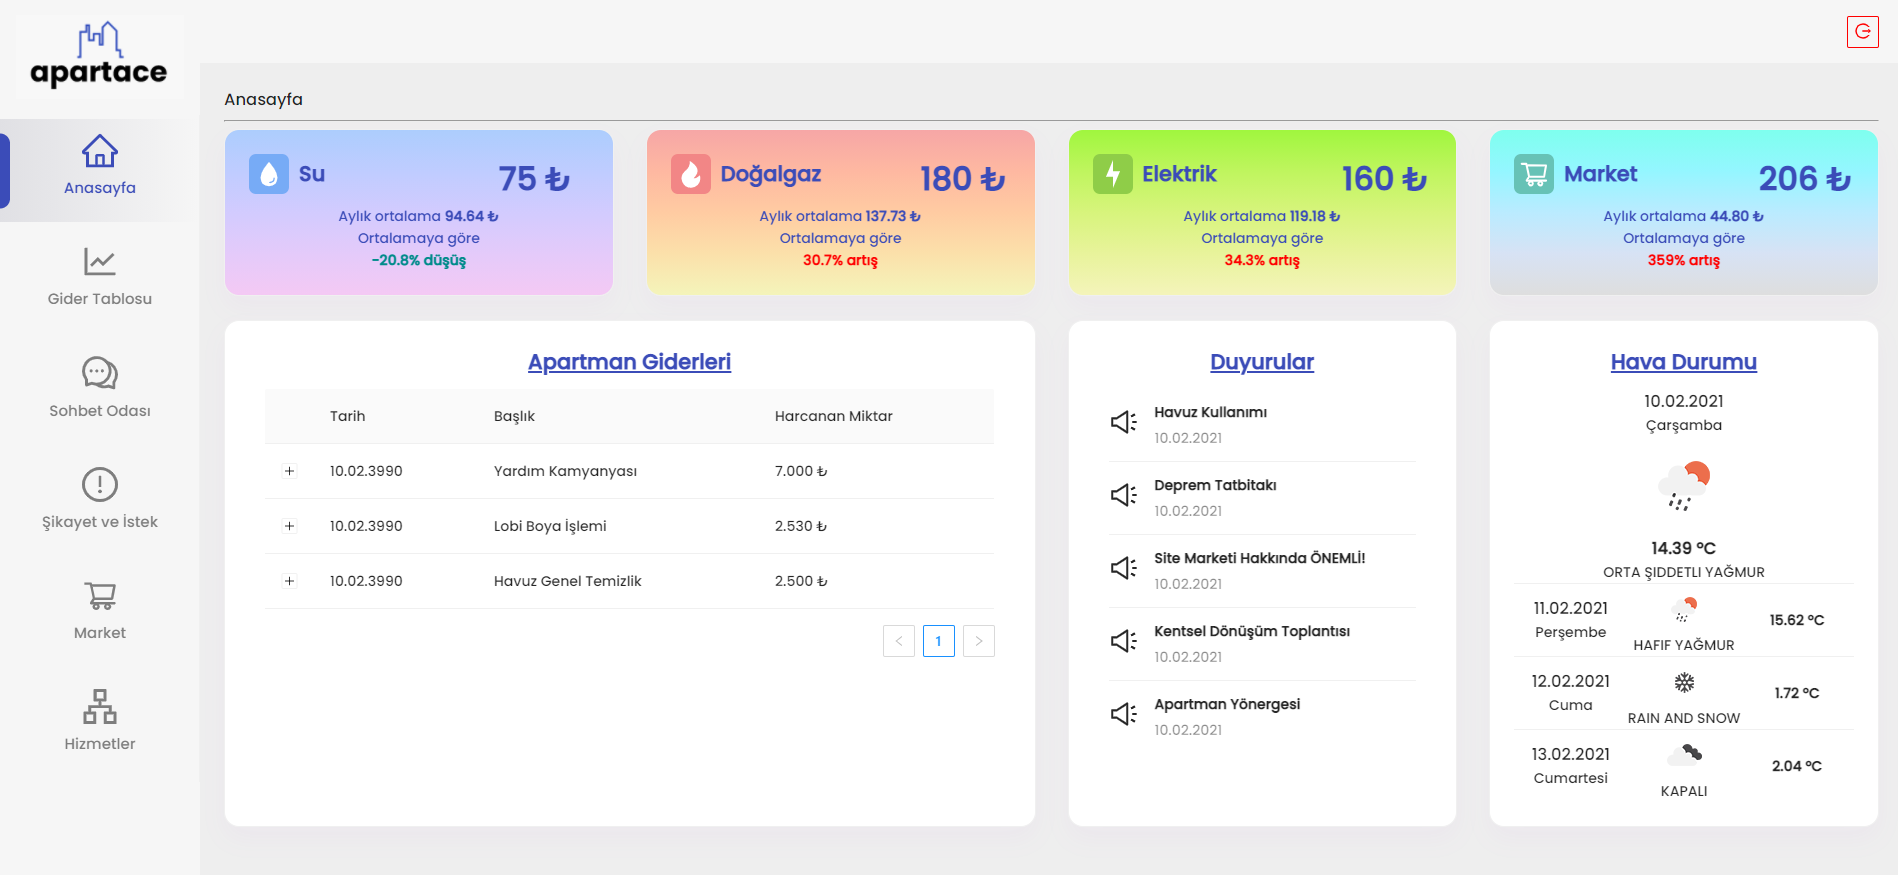 apartace
Anasayfa
Gider Tablosu
Sohbet Odası
Şikayet ve İstek
Market
Hizmetler
Anasayfa
Su 75 ₺
Aylık ortalama 94.64 ₺
Ortalamaya göre
-20.8% düşüş
Doğalgaz 180 ₺
Aylık ortalama 137.73 ₺
Ortalamaya göre
30.7% artış
Elektrik 160 ₺
Aylık ortalama 119.18 ₺
Ortalamaya göre
34.3% artış
Market 206 ₺
Aylık ortalama 44.80 ₺
Ortalamaya göre
359% artış
Apartman Giderleri
Tarih Başlık Harcanan Miktar
10.02.3990 Yardım Kamyanyası 7.000 ₺
10.02.3990 Lobi Boya İşlemi 2.530 ₺
10.02.3990 Havuz Genel Temizlik 2.500 ₺
< 1 >
Duyurular
Havuz Kullanımı
10.02.2021
Deprem Tatbitakı
10.02.2021
Site Marketi Hakkında ÖNEMLİ!
10.02.2021
Kentsel Dönüşüm Toplantısı
10.02.2021
Apartman Yönergesi
10.02.2021
Hava Durumu
10.02.2021
Çarşamba
14.39 °C
ORTA ŞIDDETLI YAĞMUR
11.02.2021
Perşembe
HAFIF YAĞMUR
15.62 °C
12.02.2021
Cuma
RAIN AND SNOW
1.72 °C
13.02.2021
Cumartesi
KAPALI
2.04 °C